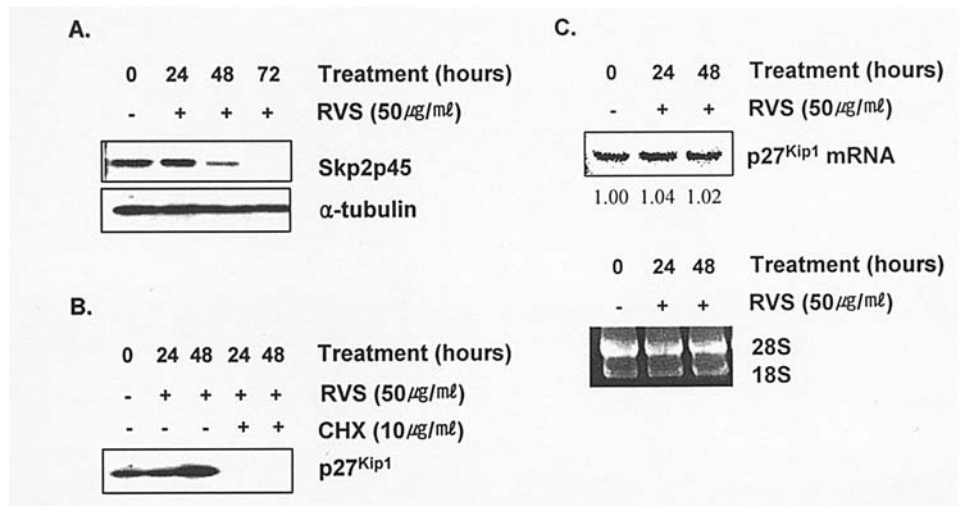 A.
0 24 48 72 Treatment (hours)
- + + + RVS (50㎍/㎖)
Skp2p45
α-tubulin
B.
0 24 48 24 48 Treatment (hours)
- + + + + RVS (50㎍/㎖)
- - - + + CHX (10㎍/㎖)
p27Kip1
C.
0 24 48 Treatment (hours)
- + + RVS (50㎍/㎖)
p27Kip1 mRNA
1.00 1.04 1.02
0 24 48 Treatment (hours)
- + + RVS (50㎍/㎖)
28S
18S